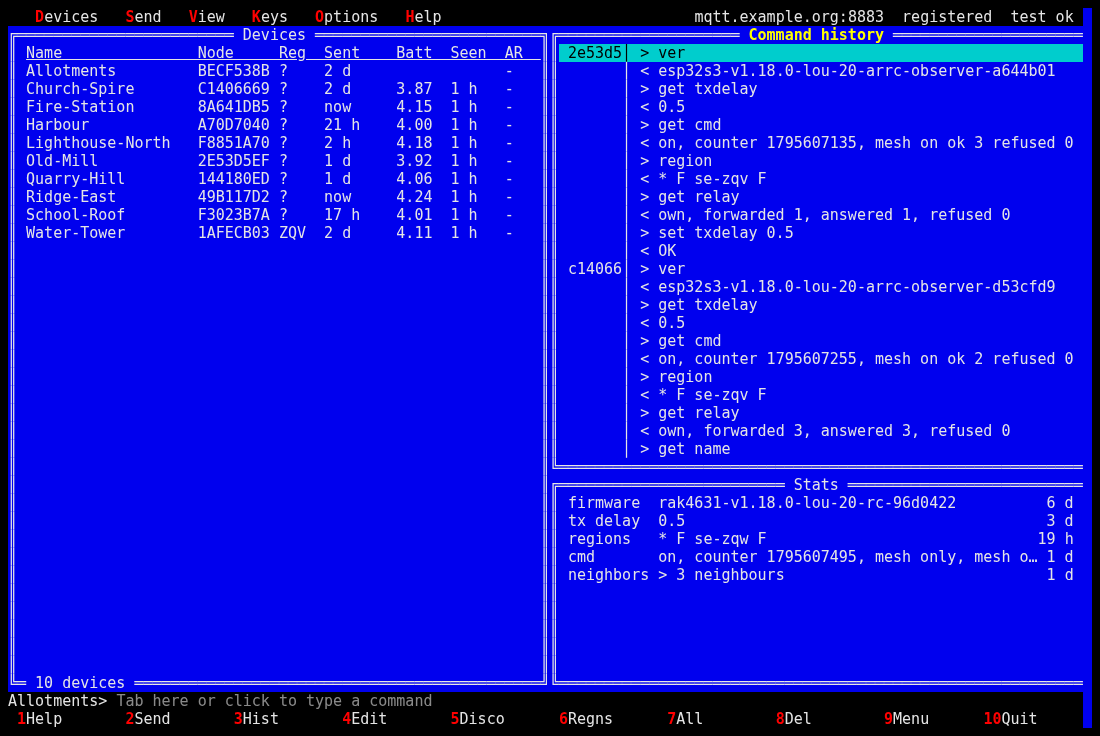 Devices Send View Keys Options Help mqtt.example.org:8883 registered test ok
Devices
Name Node Reg Sent Batt Seen AR
Allotments BECF538B ? 2 d -
Church-Spire C1406669 ? 2 d 3.87 1 h -
Fire-Station 8A641DB5 ? now 4.15 1 h -
Harbour A70D7040 ? 21 h 4.00 1 h -
Lighthouse-North F8851A70 ? 2 h 4.18 1 h -
Old-Mill 2E53D5EF ? 1 d 3.92 1 h -
Quarry-Hill 144180ED ? 1 d 4.06 1 h -
Ridge-East 49B117D2 ? now 4.24 1 h -
School-Roof F3023B7A ? 17 h 4.01 1 h -
Water-Tower 1AFECB03 ZQV 2 d 4.11 1 h -
10 devices
Command history
2e53d5│ > ver
│ < esp32s3-v1.18.0-lou-20-arrc-observer-a644b01
│ > get txdelay
│ < 0.5
│ > get cmd
│ < on, counter 1795607135, mesh on ok 3 refused 0
│ > region
│ < * F se-zqv F
│ > get relay
│ < own, forwarded 1, answered 1, refused 0
│ > set txdelay 0.5
│ < OK
c14066│ > ver
│ < esp32s3-v1.18.0-lou-20-arrc-observer-d53cfd9
│ > get txdelay
│ < 0.5
│ > get cmd
│ < on, counter 1795607255, mesh on ok 2 refused 0
│ > region
│ < * F se-zqv F
│ > get relay
│ < own, forwarded 3, answered 3, refused 0
│ > get name
Stats
firmware rak4631-v1.18.0-lou-20-rc-96d0422 6 d
tx delay 0.5 3 d
regions * F se-zqw F 19 h
cmd on, counter 1795607495, mesh only, mesh o… 1 d
neighbors > 3 neighbours 1 d
Allotments> Tab here or click to type a command
1Help 2Send 3Hist 4Edit 5Disco 6Regns 7All 8Del 9Menu 10Quit